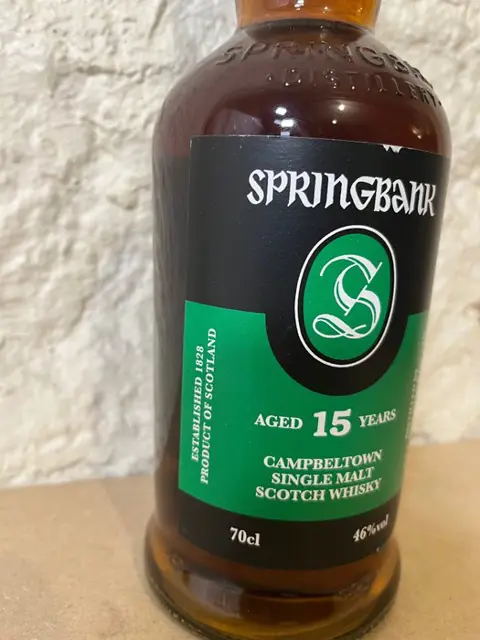 SPRINGBANK
DISTILLERY
SPRINGBANK
S
ESTABLISHED 1828
PRODUCT OF SCOTLAND
AGED 15 YEARS
CAMPBELTOWN
SINGLE MALT
SCOTCH WHISKY
70cl
46%vol